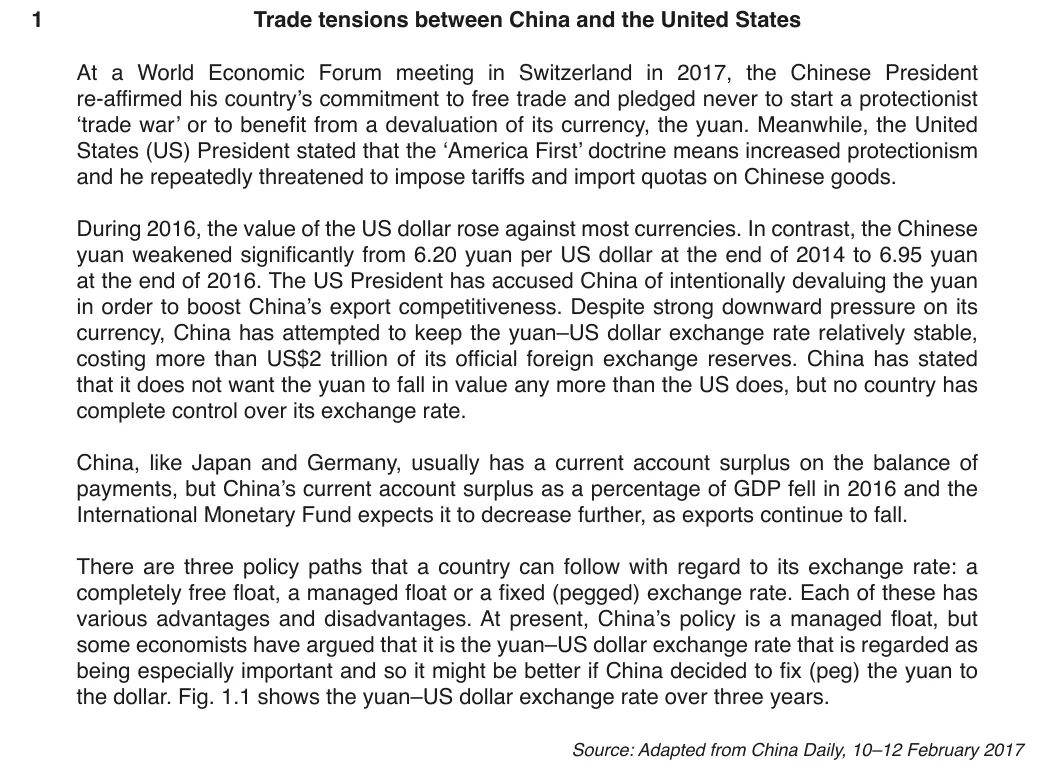 1 Trade tensions between China and the United States
At a World Economic Forum meeting in Switzerland in 2017, the Chinese President
re-affirmed his country’s commitment to free trade and pledged never to start a protectionist
‘trade war’ or to benefit from a devaluation of its currency, the yuan. Meanwhile, the United
States (US) President stated that the ‘America First’ doctrine means increased protectionism
and he repeatedly threatened to impose tariffs and import quotas on Chinese goods.
During 2016, the value of the US dollar rose against most currencies. In contrast, the Chinese
yuan weakened significantly from 6.20 yuan per US dollar at the end of 2014 to 6.95 yuan
at the end of 2016. The US President has accused China of intentionally devaluing the yuan
in order to boost China’s export competitiveness. Despite strong downward pressure on its
currency, China has attempted to keep the yuan–US dollar exchange rate relatively stable,
costing more than US$2 trillion of its official foreign exchange reserves. China has stated
that it does not want the yuan to fall in value any more than the US does, but no country has
complete control over its exchange rate.
China, like Japan and Germany, usually has a current account surplus on the balance of
payments, but China’s current account surplus as a percentage of GDP fell in 2016 and the
International Monetary Fund expects it to decrease further, as exports continue to fall.
There are three policy paths that a country can follow with regard to its exchange rate: a
completely free float, a managed float or a fixed (pegged) exchange rate. Each of these has
various advantages and disadvantages. At present, China’s policy is a managed float, but
some economists have argued that it is the yuan–US dollar exchange rate that is regarded as
being especially important and so it might be better if China decided to fix (peg) the yuan to
the dollar. Fig. 1.1 shows the yuan–US dollar exchange rate over three years.
Source: Adapted from China Daily, 10–12 February 2017